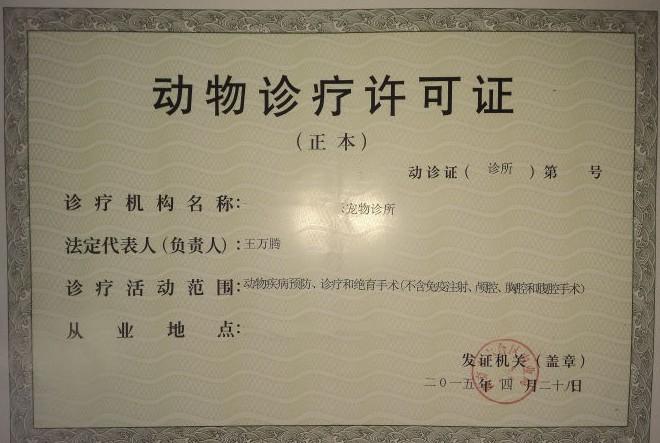 动物诊疗许可证
(正本)
动诊证(诊所)第 号
诊疗机构名称: 宠物诊所
法定代表人(负责人):王万腾
诊疗活动范围:动物疾病预防、诊疗和绝育手术(不含免疫注射、颅腔、胸腔和腹腔手术)
从业地点:
发证机关(盖章)
二〇一五年四月二十八日